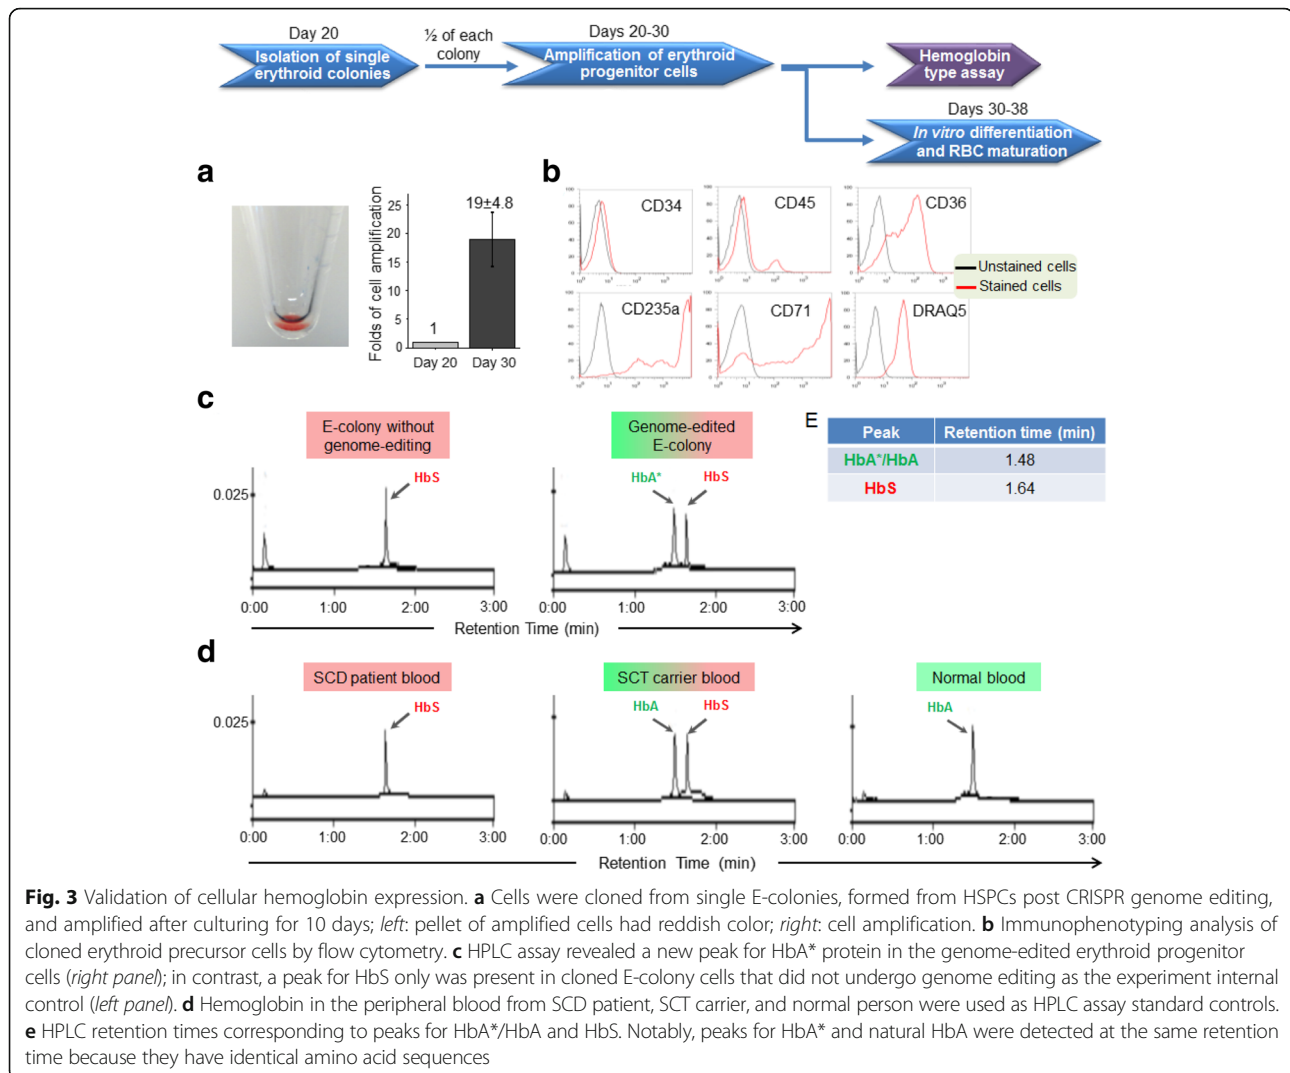 Day 20
Isolation of single
erythroid colonies
½ of each
colony
Days 20-30
Amplification of erythroid
progenitor cells
Hemoglobin
type assay
Days 30-38
In vitro differentiation
and RBC maturation
a
Folds of cell amplification
25
20
15
10
5
0
1
19±4.8
Day 20
Day 30
b
CD34
CD45
CD36
CD235a
CD71
DRAQ5
Unstained cells
Stained cells
c
E-colony without
genome-editing
HbS
0.025
0:00 1:00 2:00 3:00
Genome-edited
E-colony
HbA*
HbS
0:00 1:00 2:00 3:00
Retention Time (min)
E
Peak Retention time (min)
HbA*/HbA 1.48
HbS 1.64
d
SCD patient blood
HbS
0.025
0:00 1:00 2:00 3:00
SCT carrier blood
HbA
HbS
0:00 1:00 2:00 3:00
Normal blood
HbA
0:00 1:00 2:00 3:00
Retention Time (min)
Fig. 3 Validation of cellular hemoglobin expression. a Cells were cloned from single E-colonies, formed from HSPCs post CRISPR genome editing,
and amplified after culturing for 10 days; left: pellet of amplified cells had reddish color; right: cell amplification. b Immunophenotyping analysis of
cloned erythroid precursor cells by flow cytometry. c HPLC assay revealed a new peak for HbA* protein in the genome-edited erythroid progenitor
cells (right panel); in contrast, a peak for HbS only was present in cloned E-colony cells that did not undergo genome editing as the experiment internal
control (left panel). d Hemoglobin in the peripheral blood from SCD patient, SCT carrier, and normal person were used as HPLC assay standard controls.
e HPLC retention times corresponding to peaks for HbA*/HbA and HbS. Notably, peaks for HbA* and natural HbA were detected at the same retention
time because they have identical amino acid sequences